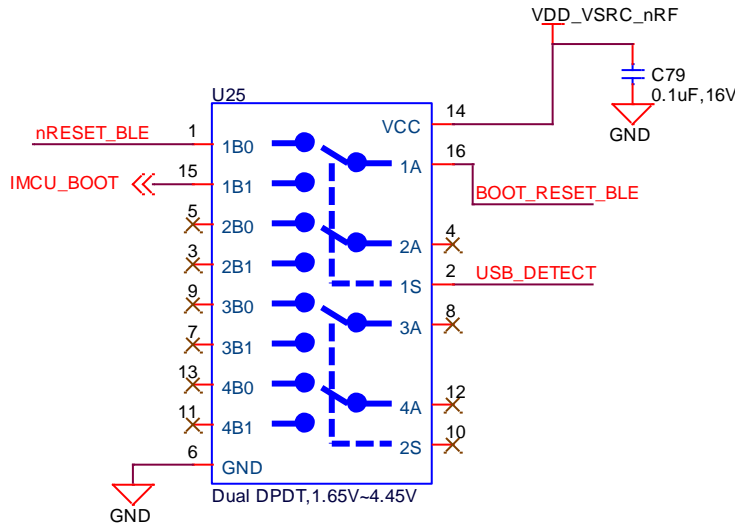 VDD_VSRC_nRF
C79
0.1uF,16V
GND
U25
14
VCC
nRESET_BLE 1 1B0
16
1A
IMCU_BOOT 15 1B1
BOOT_RESET_BLE
5 2B0
4
2A
3 2B1
2 USB_DETECT
1S
9 3B0
8
3A
7 3B1
13 4B0
12
4A
11 4B1
10
2S
6 GND
GND
Dual DPDT,1.65V~4.45V